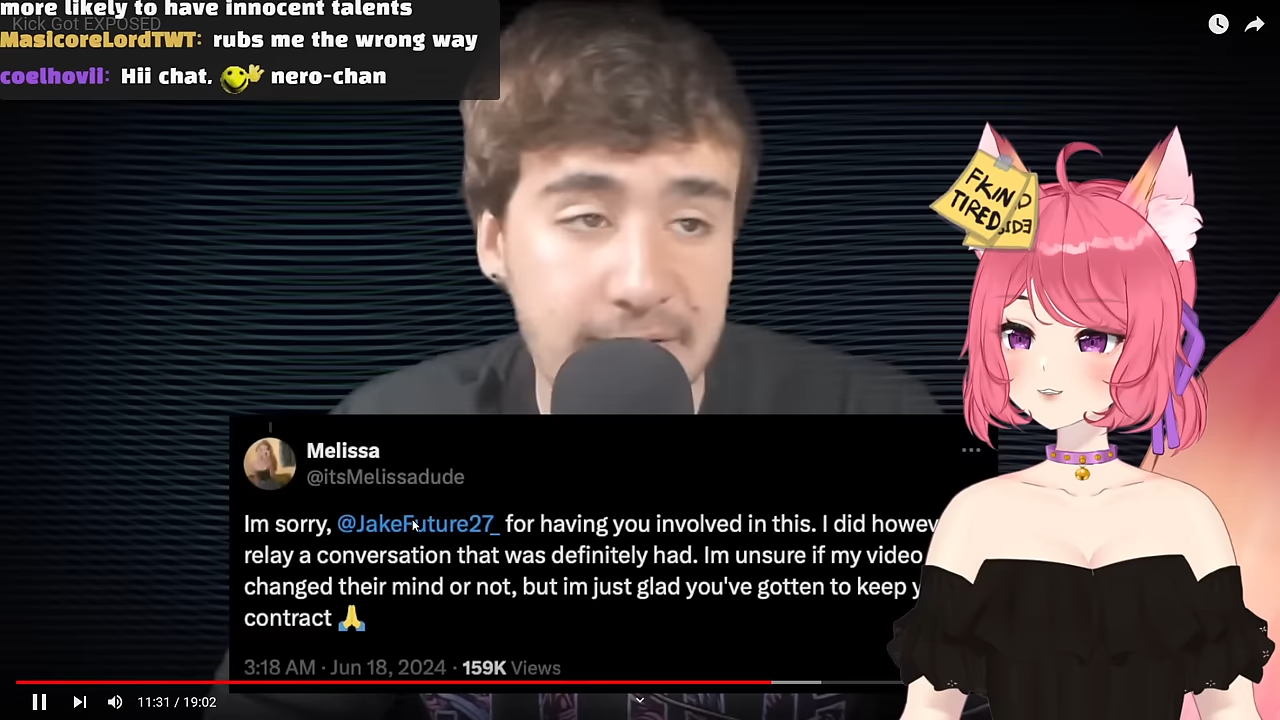 more likely to have innocent talents
Kick Got EXPOSED
MasicoreLordTWT: rubs me the wrong way
coelhovil: Hii chat, nero-chan
FKIN
TIRED
Melissa
@itsMelissadude
Im sorry, @JakeFuture27_ for having you involved in this. I did howev
relay a conversation that was definitely had. Im unsure if my video
changed their mind or not, but im just glad you've gotten to keep y
contract 🙏
3:18 AM · Jun 18, 2024 · 159K Views
11:31 / 19:02